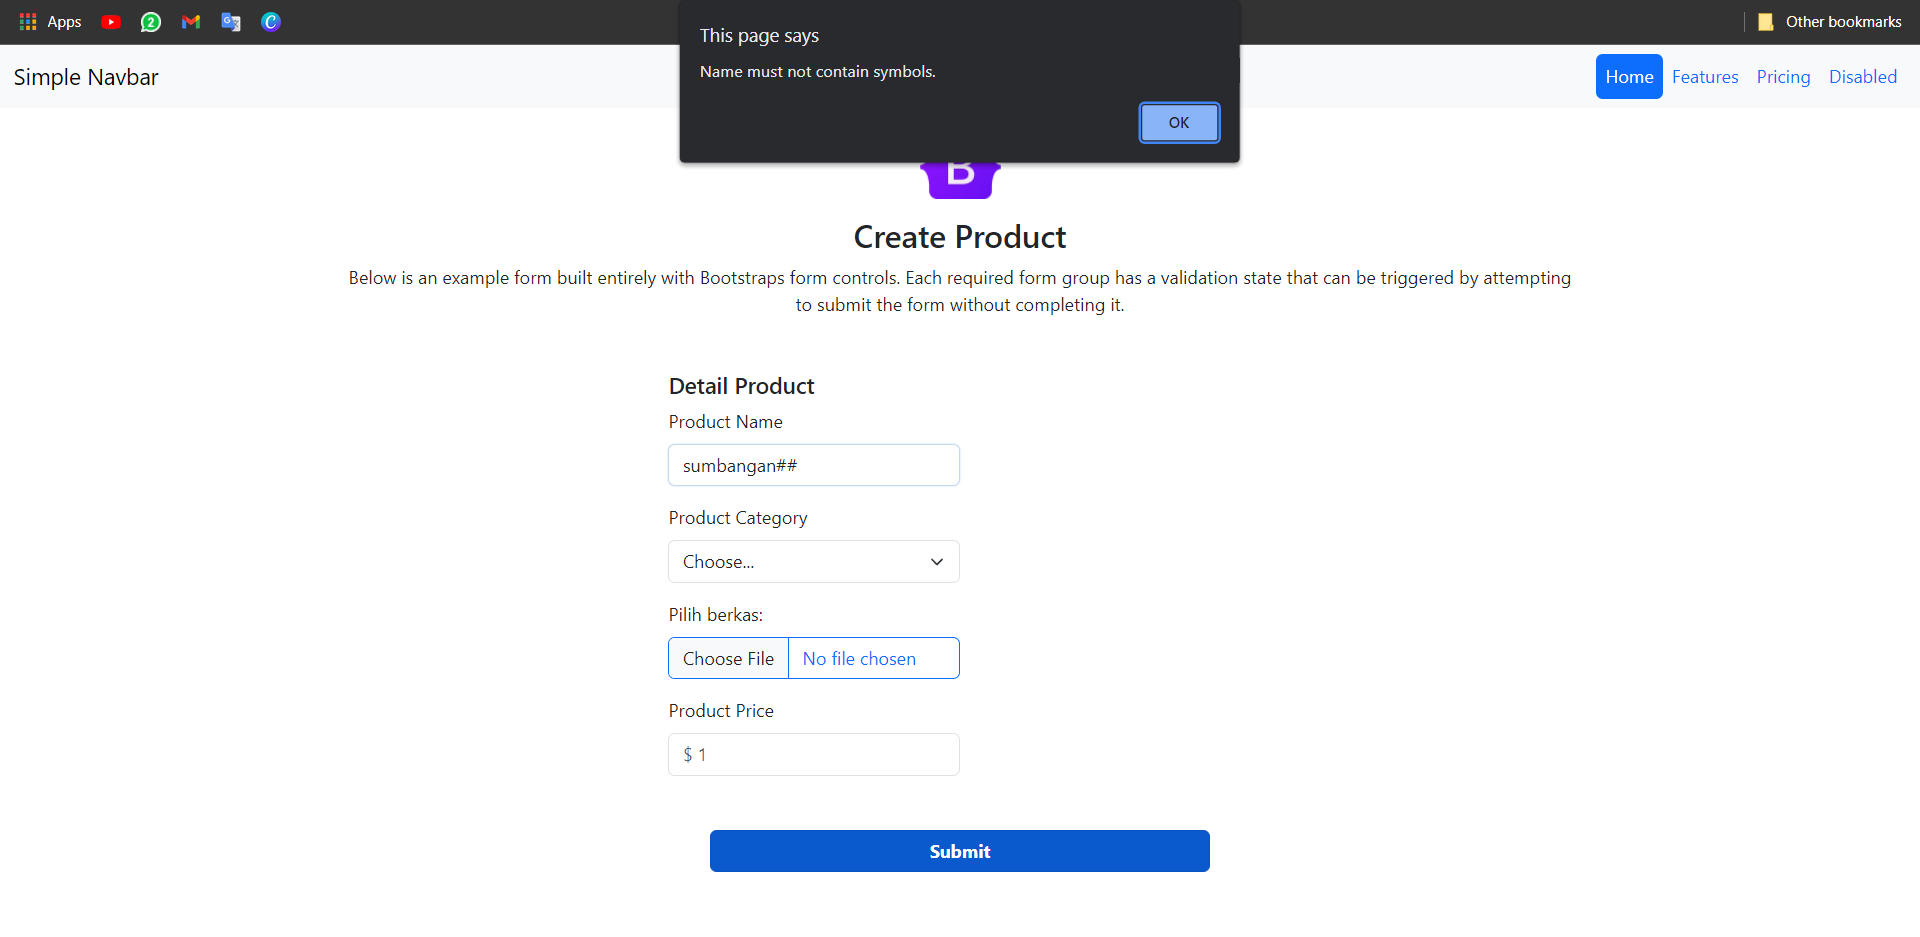 Apps
Other bookmarks
This page says
Name must not contain symbols.
OK
Simple Navbar
Home Features Pricing Disabled
B
Create Product
Below is an example form built entirely with Bootstraps form controls. Each required form group has a validation state that can be triggered by attempting
to submit the form without completing it.
Detail Product
Product Name
sumbangan##
Product Category
Choose...
Pilih berkas:
Choose File No file chosen
Product Price
$ 1
Submit